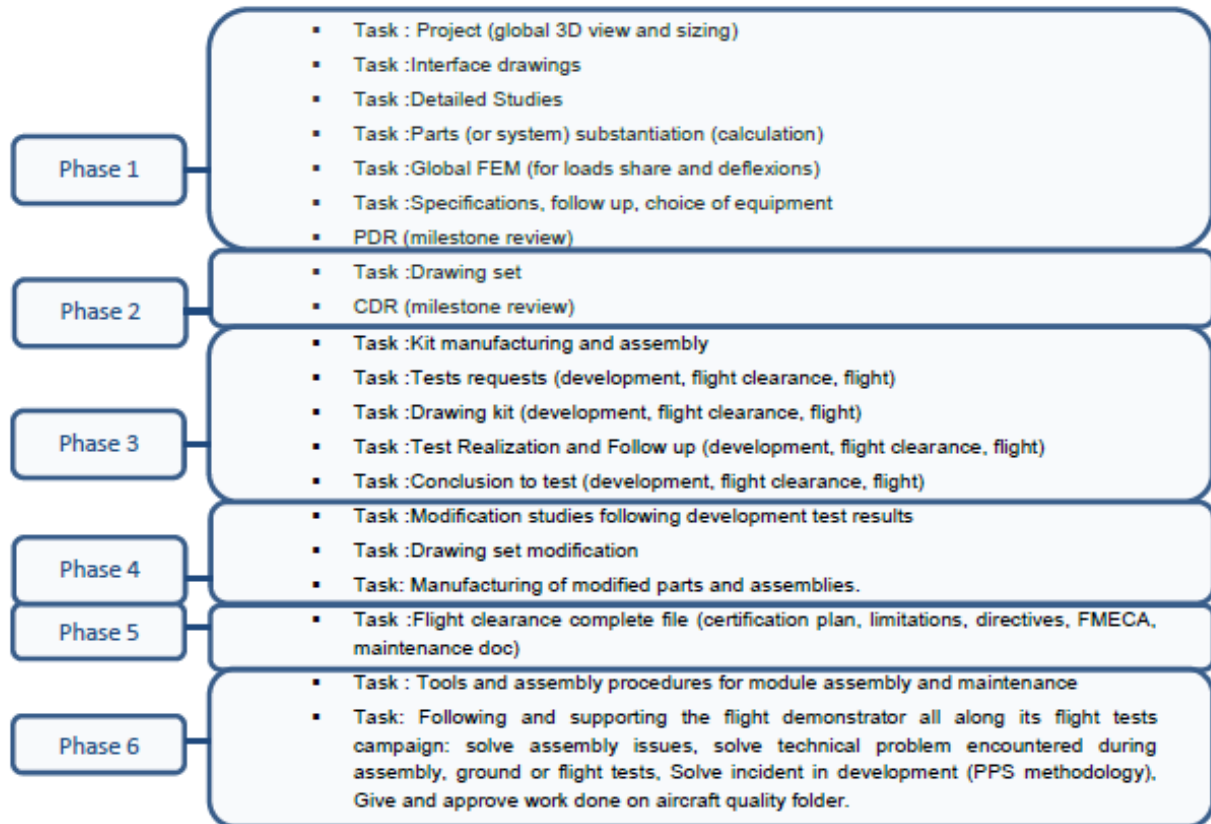 ▪ Task : Project (global 3D view and sizing)
▪ Task :Interface drawings
▪ Task :Detailed Studies
▪ Task :Parts (or system) substantiation (calculation)
Phase 1
▪ Task :Global FEM (for loads share and deflexions)
▪ Task :Specifications, follow up, choice of equipment
▪ PDR (milestone review)
▪ Task :Drawing set
Phase 2
▪ CDR (milestone review)
▪ Task :Kit manufacturing and assembly
▪ Task :Tests requests (development, flight clearance, flight)
▪ Task :Drawing kit (development, flight clearance, flight)
Phase 3
▪ Task :Test Realization and Follow up (development, flight clearance, flight)
▪ Task :Conclusion to test (development, flight clearance, flight)
▪ Task :Modification studies following development test results
▪ Task :Drawing set modification
Phase 4
▪ Task: Manufacturing of modified parts and assemblies.
Phase 5
▪ Task :Flight clearance complete file (certification plan, limitations, directives, FMECA,
maintenance doc)
▪ Task : Tools and assembly procedures for module assembly and maintenance
Phase 6
▪ Task: Following and supporting the flight demonstrator all along its flight tests
campaign: solve assembly issues, solve technical problem encountered during
assembly, ground or flight tests, Solve incident in development (PPS methodology),
Give and approve work done on aircraft quality folder.